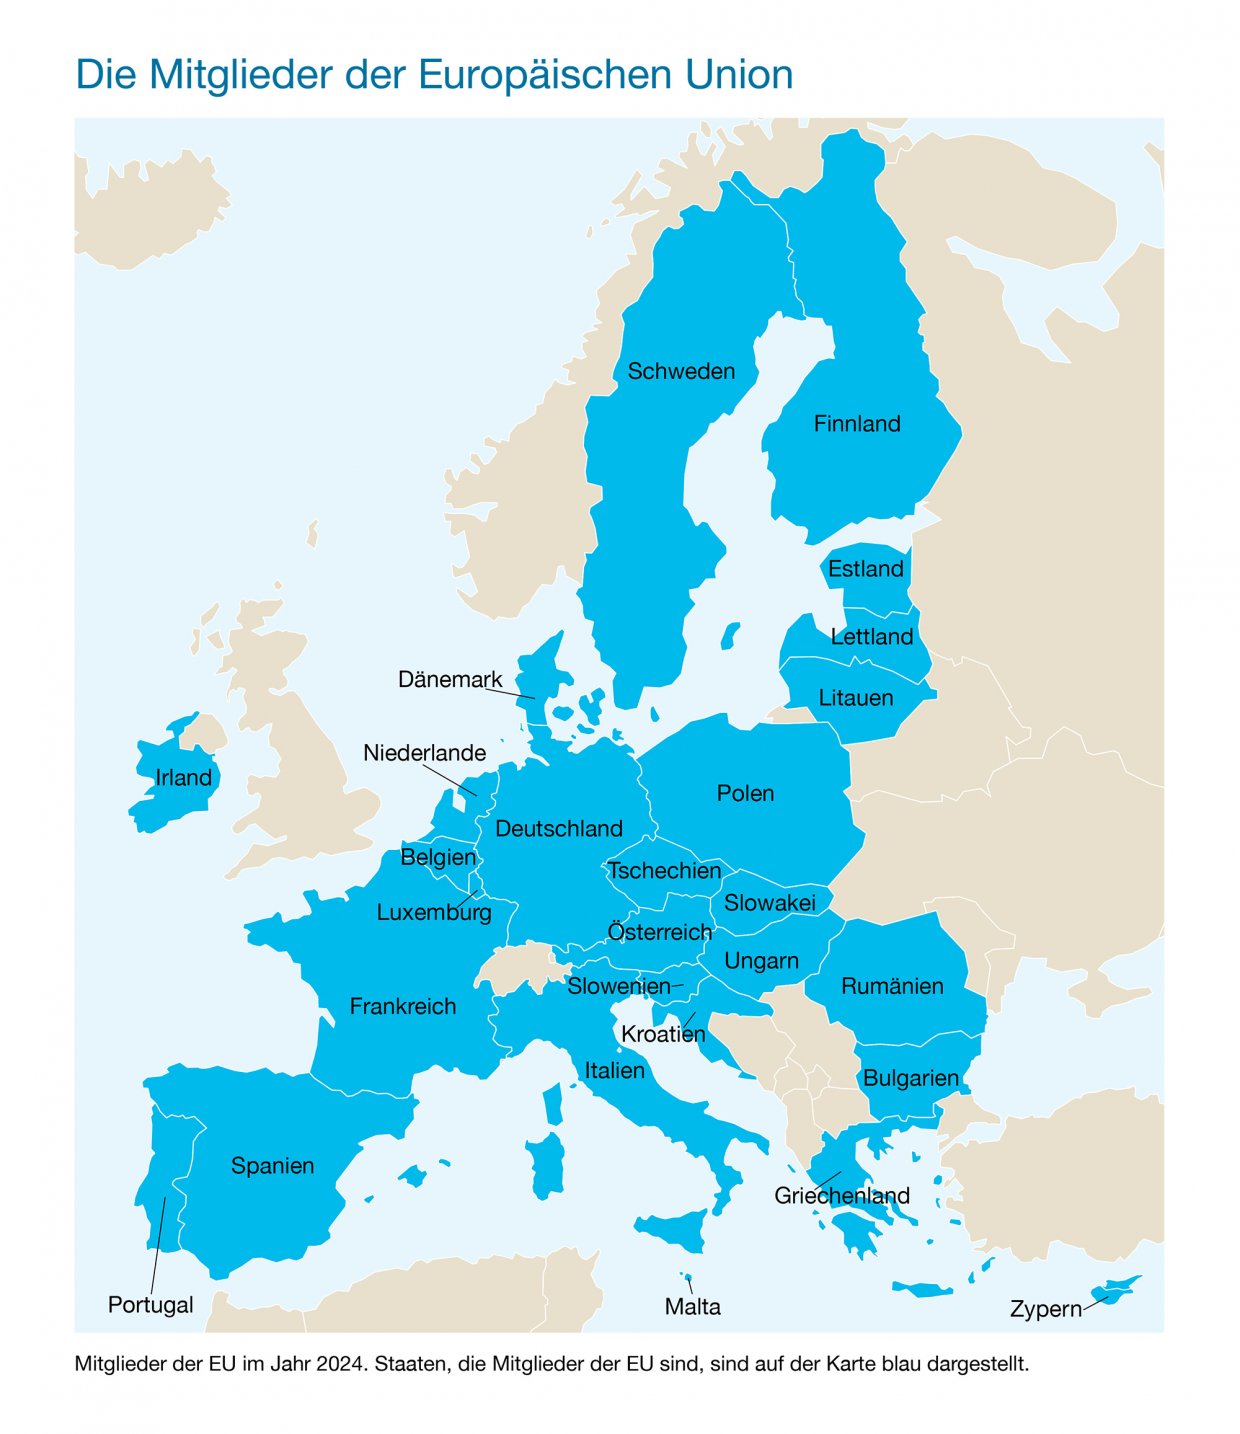 Die Mitglieder der Europäischen Union
Schweden
Finnland
Estland
Lettland
Dänemark
Litauen
Niederlande
Irland
Polen
Deutschland
Belgien
Tschechien
Slowakei
Luxemburg
Österreich
Ungarn
Slowenien
Rumänien
Frankreich
Kroatien
Italien
Bulgarien
Spanien
Griechenland
Portugal
Malta
Zypern
Mitglieder der EU im Jahr 2024. Staaten, die Mitglieder der EU sind, sind auf der Karte blau dargestellt.